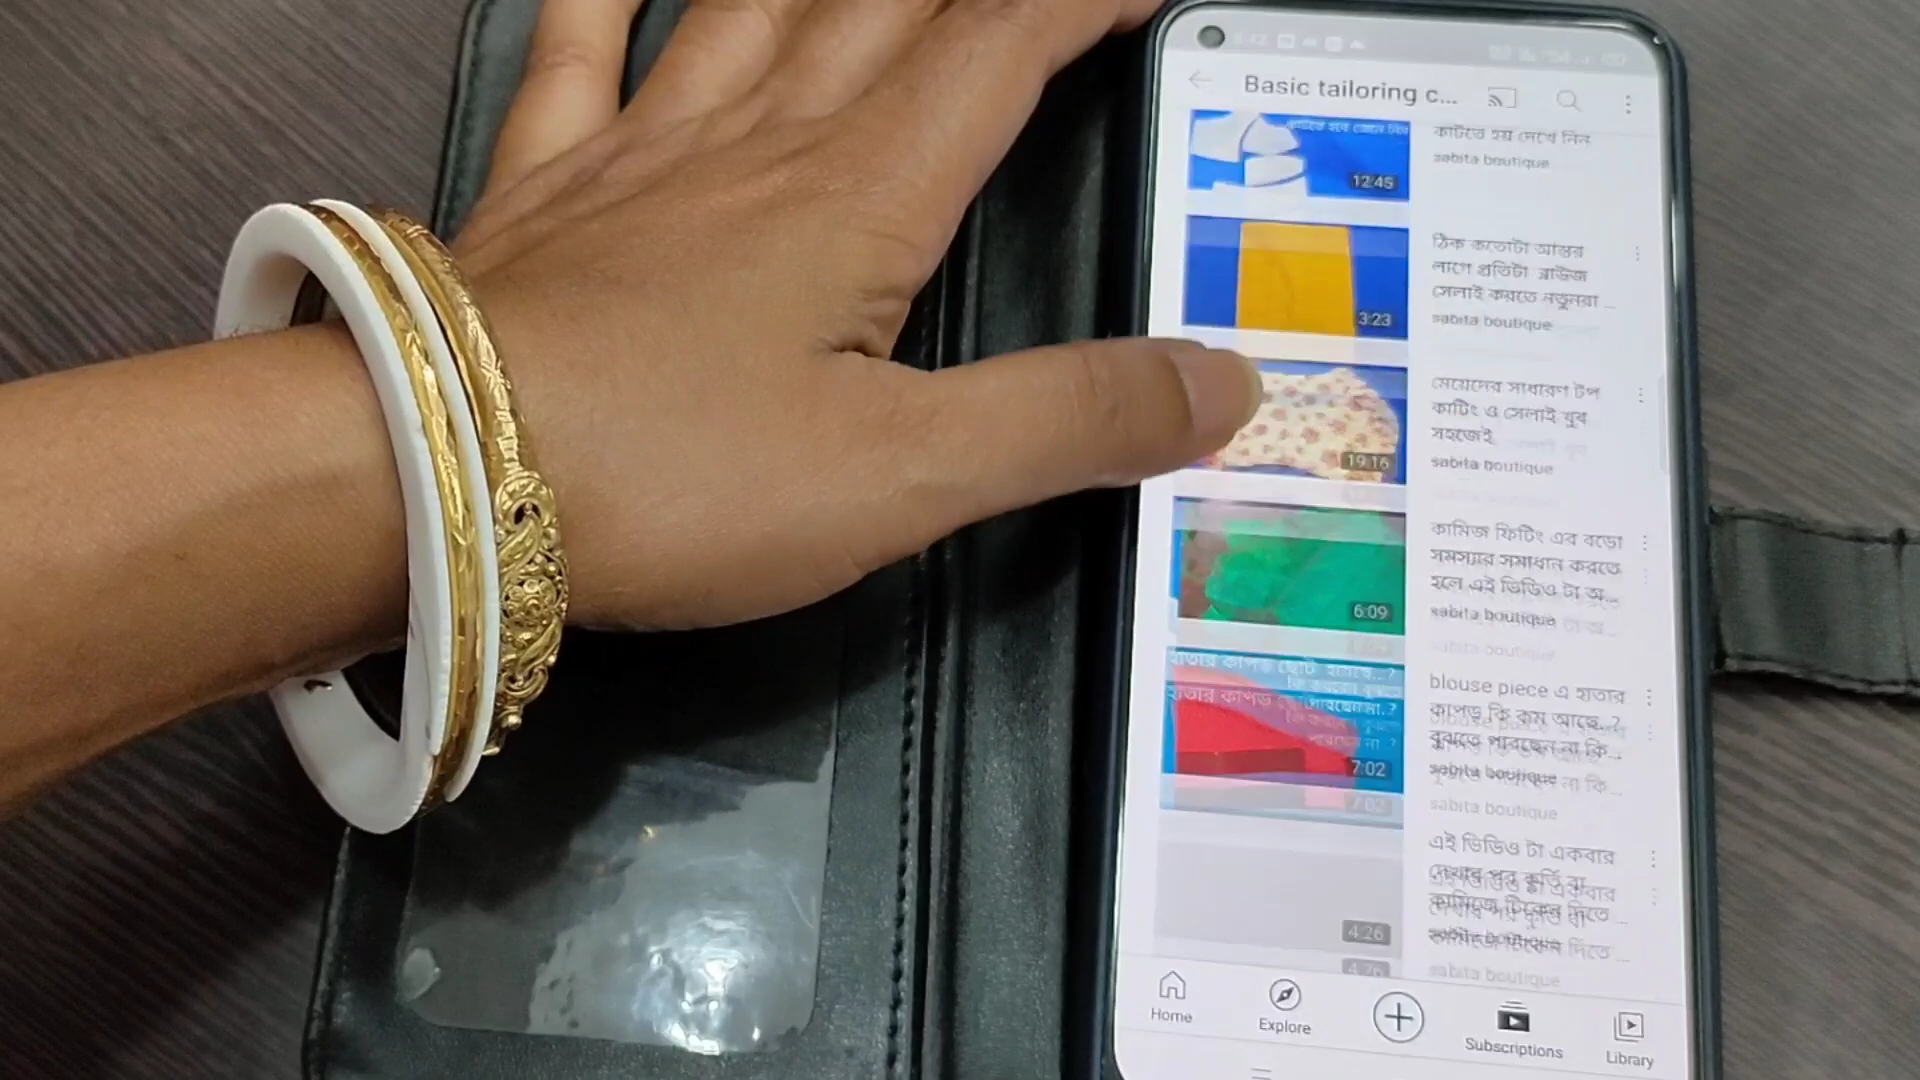 Basic tailoring c...
কাটতে হয় দেখে নিন
sabita boutique
12:45
ঠিক কতোটা আস্তর
লাগে প্রতিটা ব্লাউজ
সেলাই করতে নতুনরা ...
sabita boutique
3:23
মেয়েদের সাধারণ টপ
কাটিং ও সেলাই খুব
সহজেই
sabita boutique
19:16
কামিজ ফিটিং এর বড়ো
সমস্যার সমাধান করতে
হলে এই ভিডিও টা অ...
sabita boutique
6:09
হাতার কাপড় ছোট
blouse piece এ হাতার
কাপড় কি কম আছে..?
বুঝতে পারছেন না কি...
sabita boutique
7:02
এই ভিডিও টা একবার
দেখার পর কুর্তি বা
কামিজে টিকেন দিতে ...
sabita boutique
4:26
Home
Explore
Subscriptions
Library